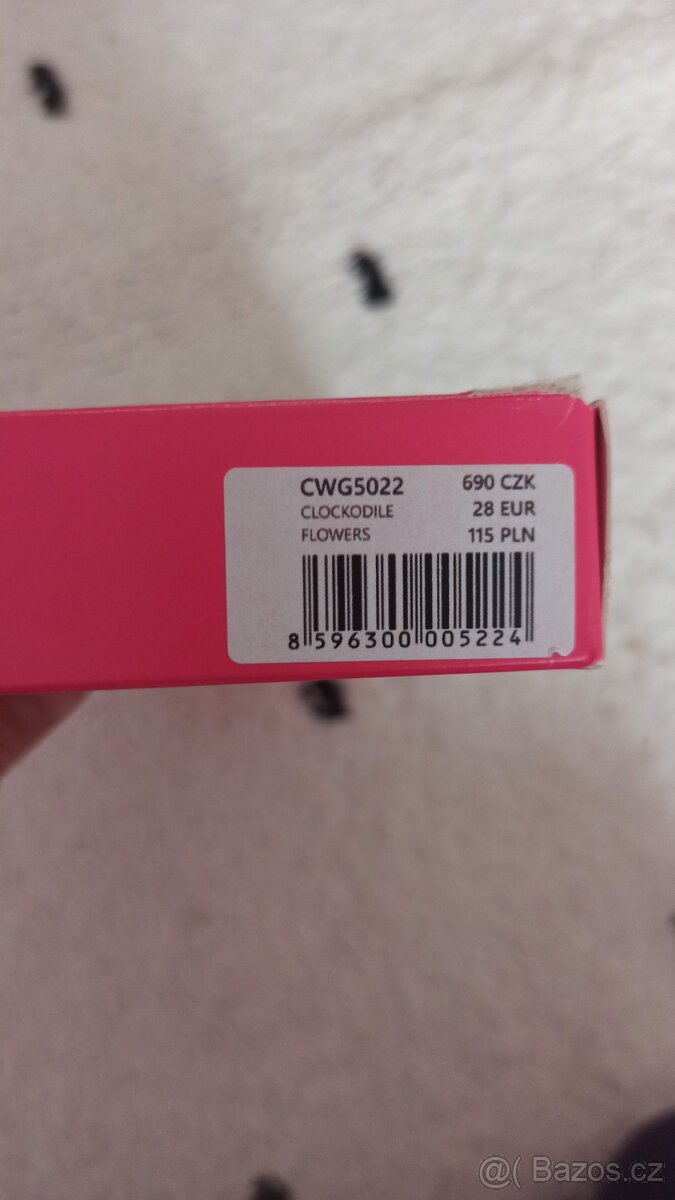 CWG5022 690 CZK
CLOCKODILE 28 EUR
FLOWERS 115 PLN
8 596300 005224
@( Bazos.cz